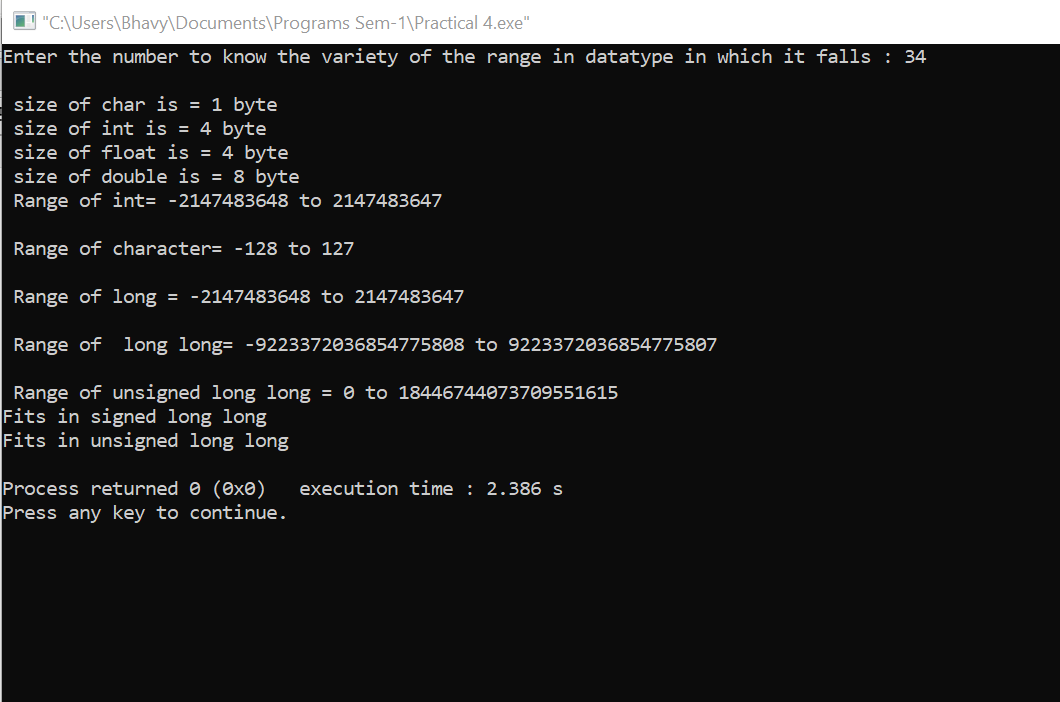 "C:\Users\Bhavy\Documents\Programs Sem-1\Practical 4.exe"
Enter the number to know the variety of the range in datatype in which it falls : 34
size of char is = 1 byte
size of int is = 4 byte
size of float is = 4 byte
size of double is = 8 byte
Range of int= -2147483648 to 2147483647
Range of character= -128 to 127
Range of long = -2147483648 to 2147483647
Range of  long long= -9223372036854775808 to 9223372036854775807
Range of unsigned long long = 0 to 18446744073709551615
Fits in signed long long
Fits in unsigned long long
Process returned 0 (0x0)   execution time : 2.386 s
Press any key to continue.